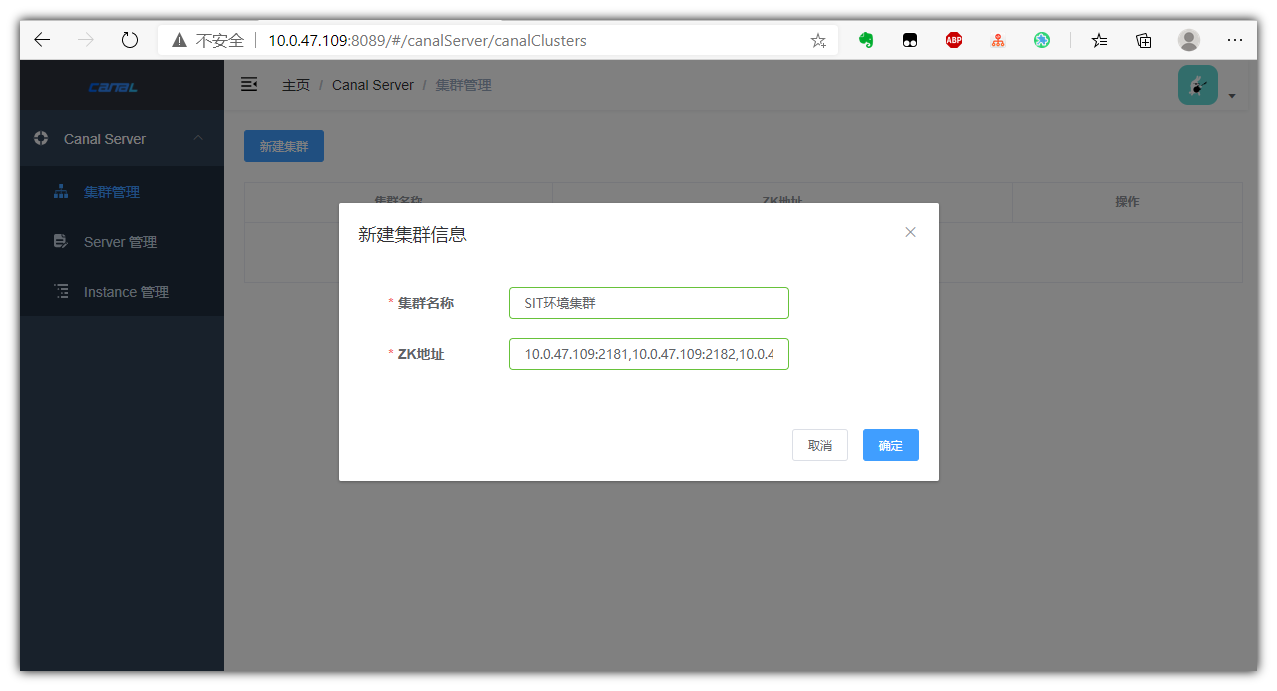 不安全 10.0.47.109:8089/#/canalServer/canalClusters
ABP
canal
主页 / Canal Server / 集群管理
Canal Server
新建集群
集群管理
集群名称 ZK地址 操作
Server 管理
Instance 管理
新建集群信息
* 集群名称 SIT环境集群
* ZK地址 10.0.47.109:2181,10.0.47.109:2182,10.0.4
取消 确定